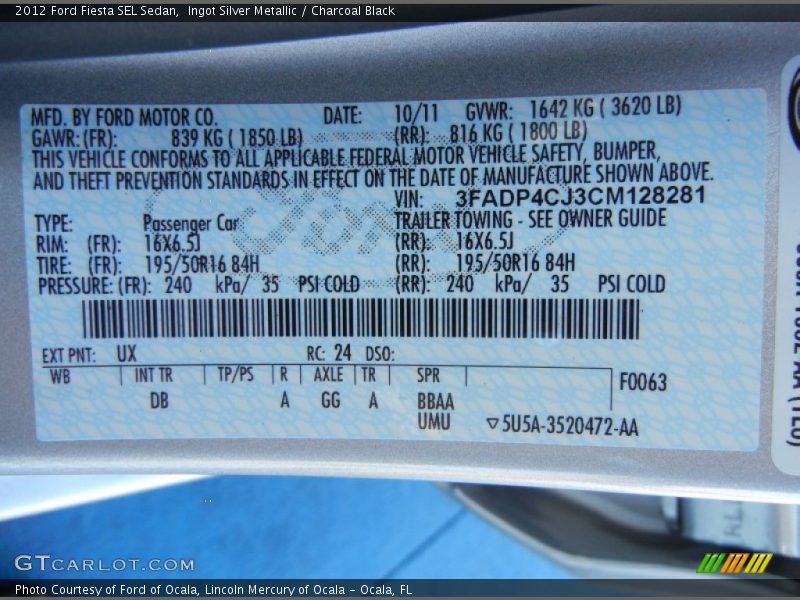 2012 Ford Fiesta SEL Sedan, Ingot Silver Metallic / Charcoal Black
MFD. BY FORD MOTOR CO. DATE: 10/11 GVWR: 1642 KG ( 3620 LB)
GAWR: (FR): 839 KG ( 1850 LB) (RR): 816 KG ( 1800 LB)
THIS VEHICLE CONFORMS TO ALL APPLICABLE FEDERAL MOTOR VEHICLE SAFETY, BUMPER,
AND THEFT PREVENTION STANDARDS IN EFFECT ON THE DATE OF MANUFACTURE SHOWN ABOVE.
VIN: 3FADP4CJ3CM128281
TYPE: Passenger Car TRAILER TOWING - SEE OWNER GUIDE
RIM: (FR): 16X6.5J (RR): 16X6.5J
TIRE: (FR): 195/50R16 84H (RR): 195/50R16 84H
PRESSURE: (FR): 240 kPa/ 35 PSI COLD (RR): 240 kPa/ 35 PSI COLD
EXT PNT: UX RC: 24 DSO:
WB INT TR TP/PS R AXLE TR SPR F0063
DB A GG A BBAA
UMU ▽5U5A-3520472-AA
GTCARLOT.COM
Photo Courtesy of Ford of Ocala, Lincoln Mercury of Ocala - Ocala, FL